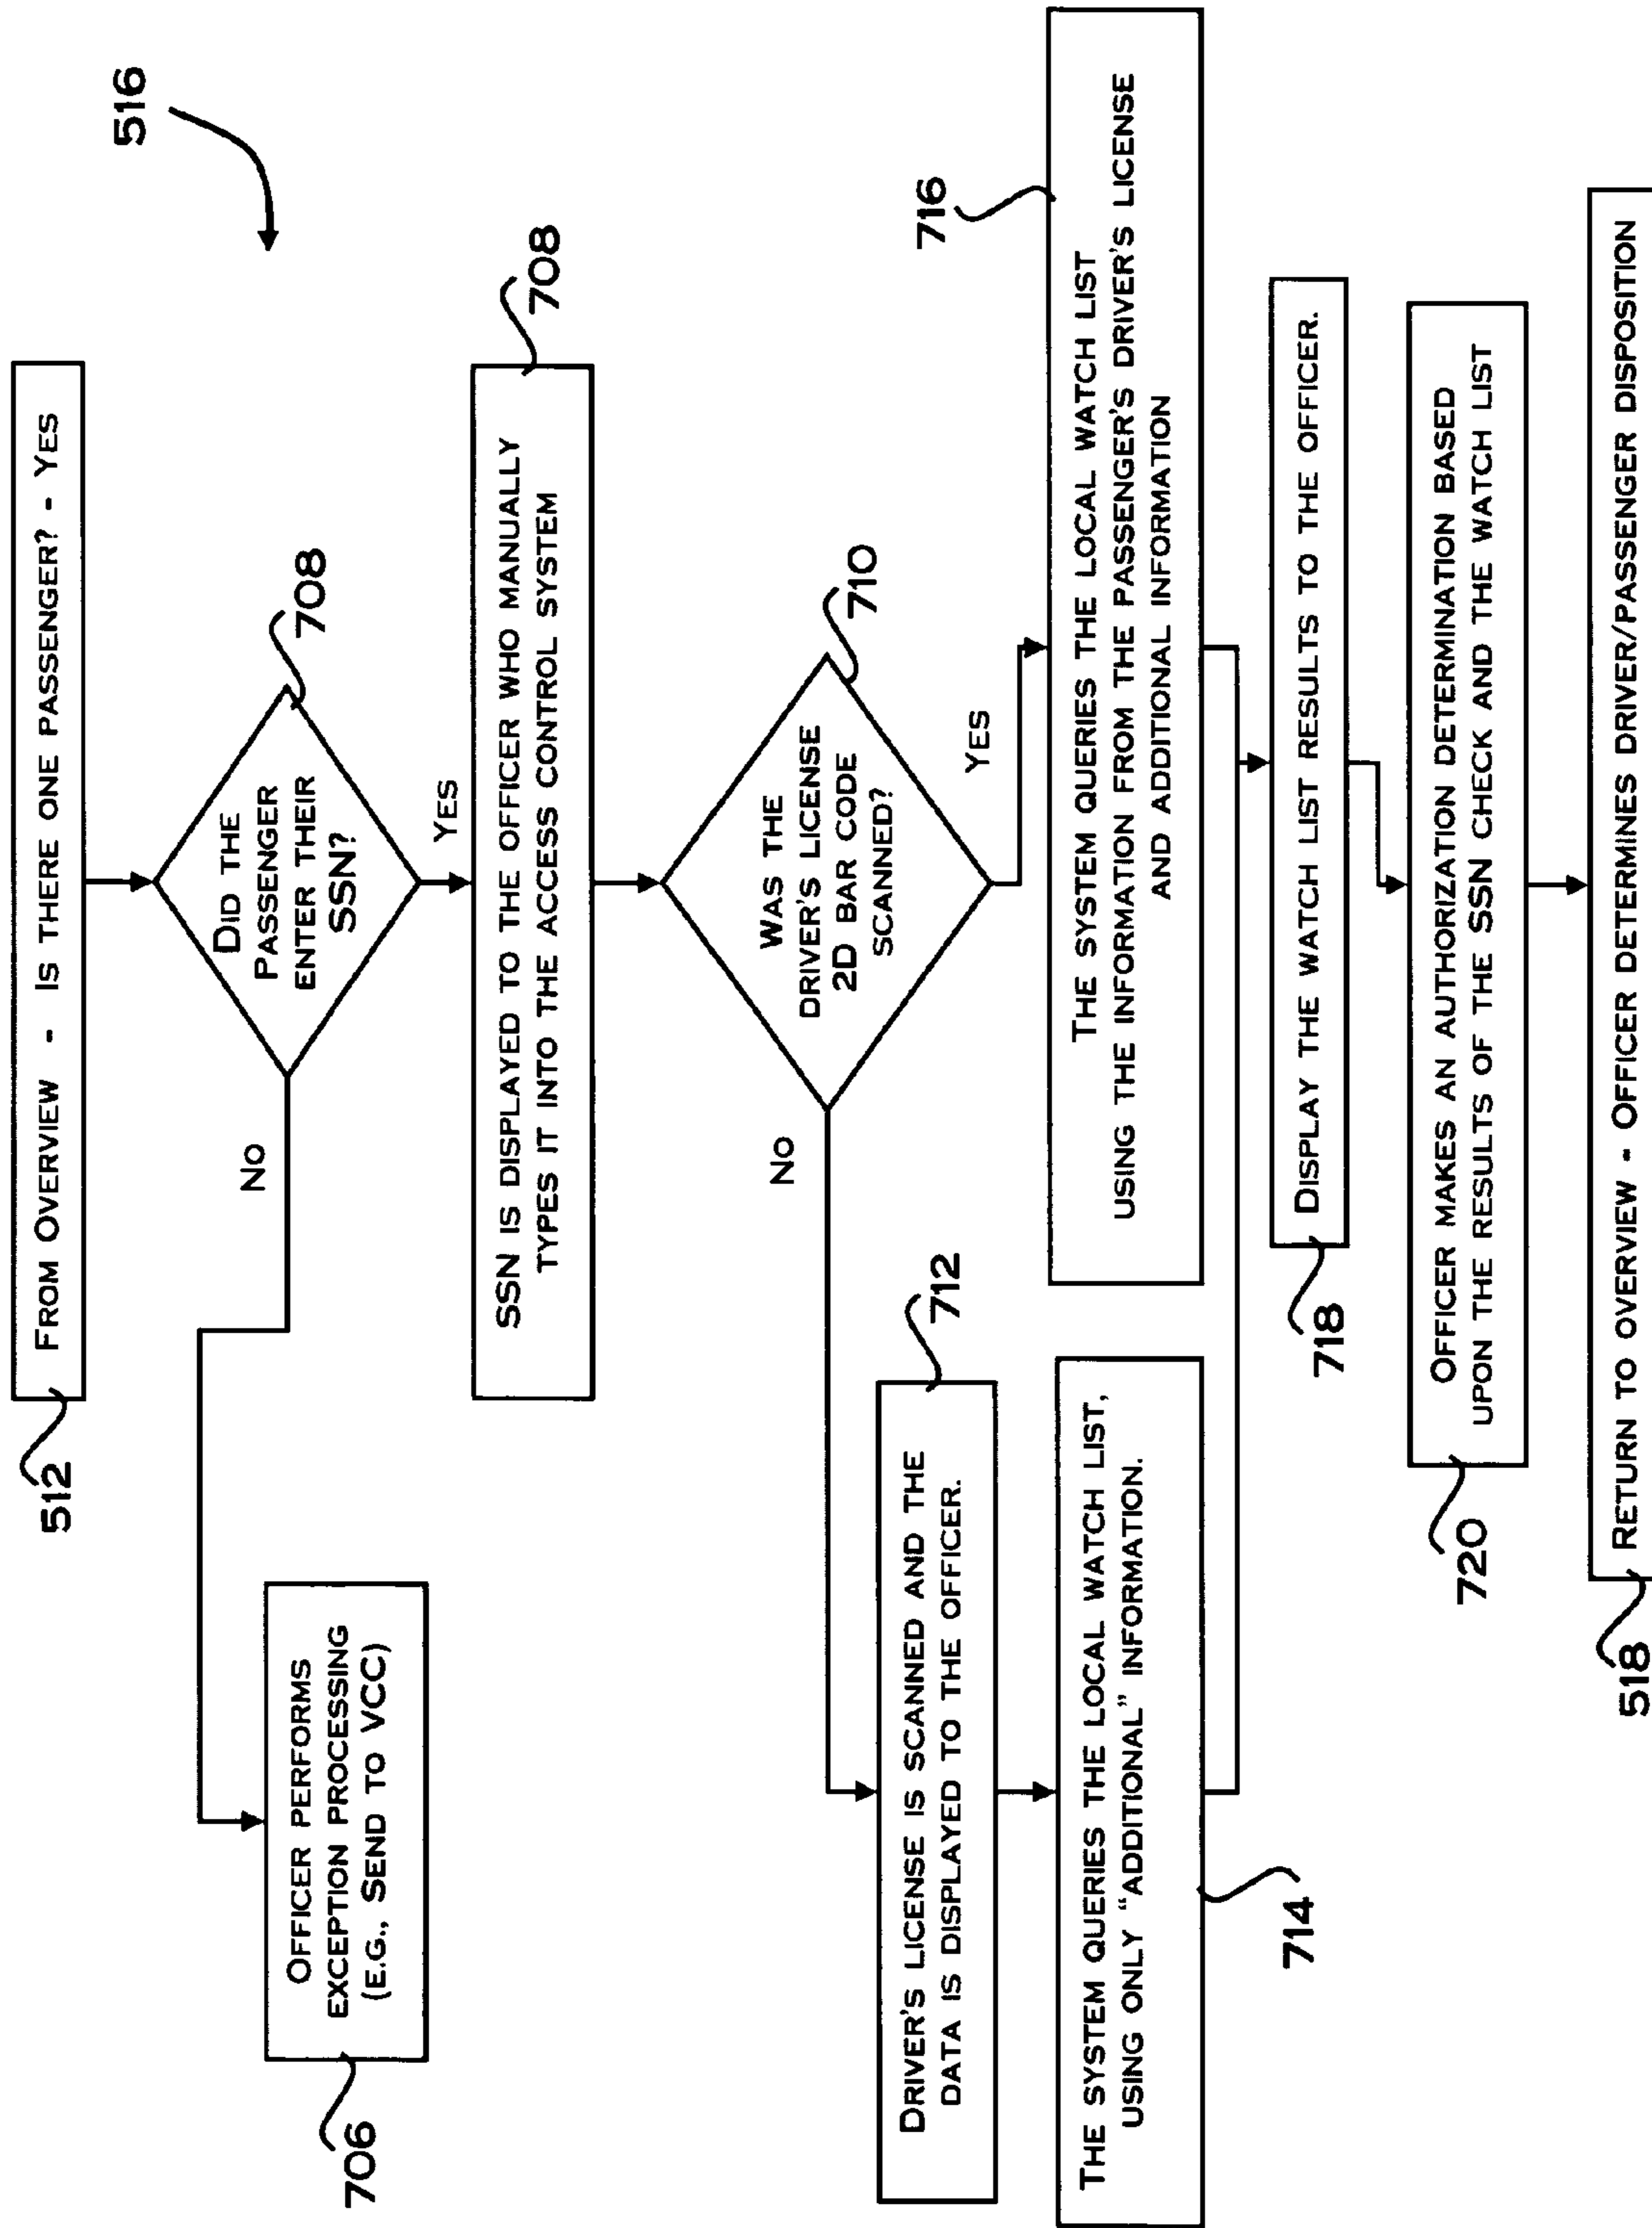 516
512
FROM OVERVIEW - IS THERE ONE PASSENGER? - YES
DID THE
PASSENGER
ENTER THEIR
SSN?
708
NO
YES
OFFICER PERFORMS
EXCEPTION PROCESSING
(E.G., SEND TO VCC)
706
SSN IS DISPLAYED TO THE OFFICER WHO MANUALLY
TYPES IT INTO THE ACCESS CONTROL SYSTEM
708
WAS THE
DRIVER'S LICENSE
2D BAR CODE
SCANNED?
710
NO
YES
DRIVER'S LICENSE IS SCANNED AND THE
DATA IS DISPLAYED TO THE OFFICER.
712
THE SYSTEM QUERIES THE LOCAL WATCH LIST,
USING ONLY "ADDITIONAL" INFORMATION.
714
THE SYSTEM QUERIES THE LOCAL WATCH LIST
USING THE INFORMATION FROM THE PASSENGER'S DRIVER'S LICENSE
AND ADDITIONAL INFORMATION
716
DISPLAY THE WATCH LIST RESULTS TO THE OFFICER.
718
OFFICER MAKES AN AUTHORIZATION DETERMINATION BASED
UPON THE RESULTS OF THE SSN CHECK AND THE WATCH LIST
720
RETURN TO OVERVIEW - OFFICER DETERMINES DRIVER/PASSENGER DISPOSITION
518